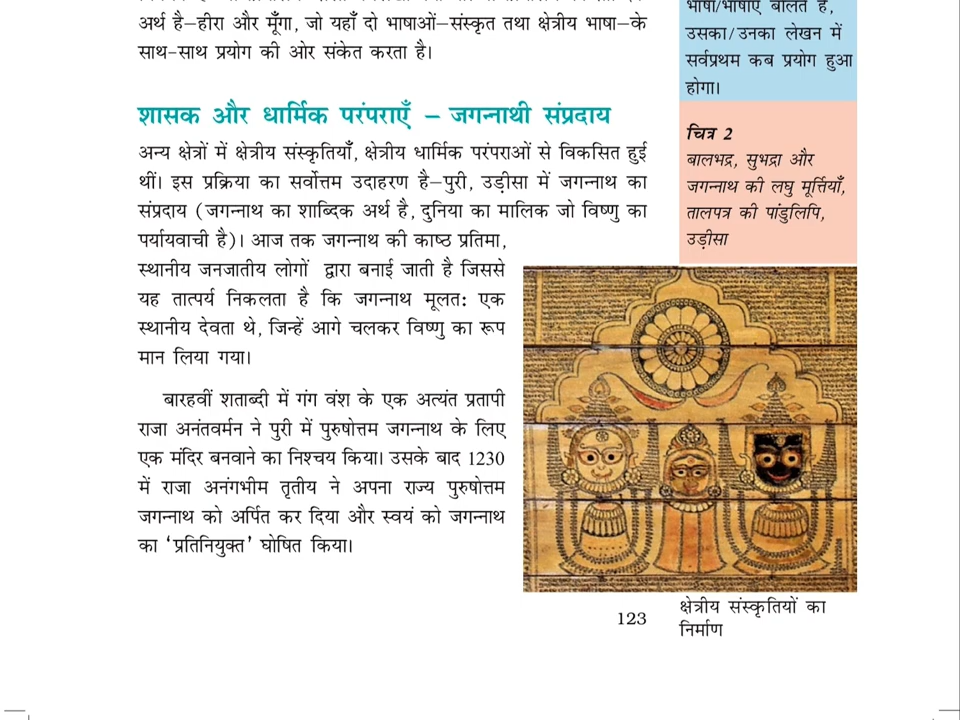 अर्थ है–हीरा और मूँगा, जो यहाँ दो भाषाओं–संस्कृत तथा क्षेत्रीय भाषा–के
साथ-साथ प्रयोग की ओर संकेत करता है।
शासक और धार्मिक परंपराएँ – जगन्नाथी संप्रदाय
अन्य क्षेत्रों में क्षेत्रीय संस्कृतियाँ, क्षेत्रीय धार्मिक परंपराओं से विकसित हुई
थीं। इस प्रक्रिया का सर्वोत्तम उदाहरण है–पुरी, उड़ीसा में जगन्नाथ का
संप्रदाय (जगन्नाथ का शाब्दिक अर्थ है, दुनिया का मालिक जो विष्णु का
पर्यायवाची है)। आज तक जगन्नाथ की काष्ठ प्रतिमा,
स्थानीय जनजातीय लोगों द्वारा बनाई जाती है जिससे
यह तात्पर्य निकलता है कि जगन्नाथ मूलत: एक
स्थानीय देवता थे, जिन्हें आगे चलकर विष्णु का रूप
मान लिया गया।
बारहवीं शताब्दी में गंग वंश के एक अत्यंत प्रतापी
राजा अनंतवर्मन ने पुरी में पुरुषोत्तम जगन्नाथ के लिए
एक मंदिर बनवाने का निश्चय किया। उसके बाद 1230
में राजा अनंगभीम तृतीय ने अपना राज्य पुरुषोत्तम
जगन्नाथ को अर्पित कर दिया और स्वयं को जगन्नाथ
का ‘प्रतिनियुक्त’ घोषित किया।
भाषा/भाषाएँ बोलते हैं,
उसका/उनका लेखन में
सर्वप्रथम कब प्रयोग हुआ
होगा।
चित्र 2
बालभद्र, सुभद्रा और
जगन्नाथ की लघु मूर्त्तियाँ,
तालपत्र की पांडुलिपि,
उड़ीसा
123
क्षेत्रीय संस्कृतियों का
निर्माण